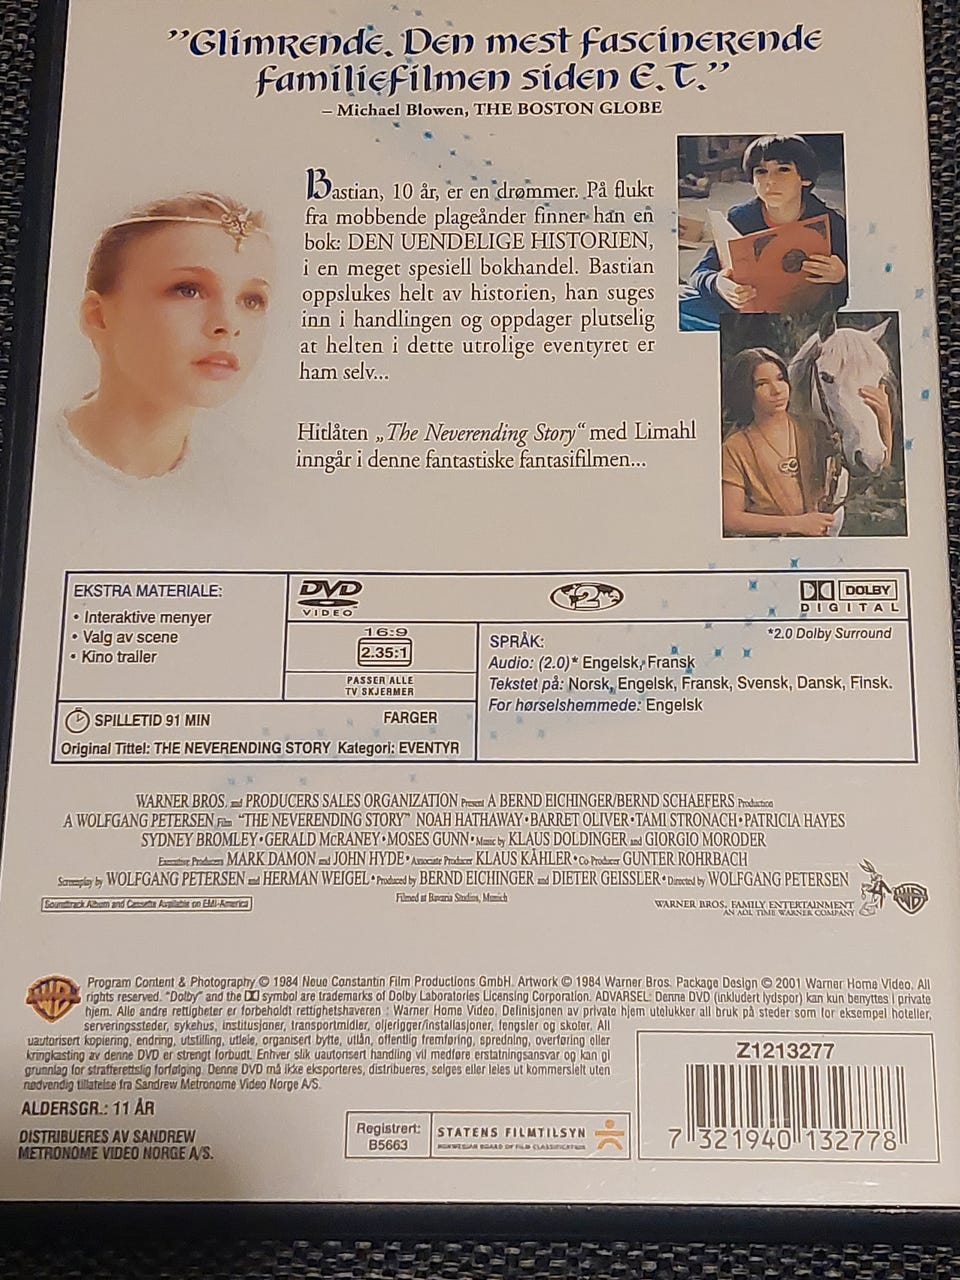 ”Glimrende. Den mest fascinerende
familiefilmen siden E.T.”
– Michael Blowen, THE BOSTON GLOBE
Bastian, 10 år, er en drømmer. På flukt
fra mobbende plageånder finner han en
bok: DEN UENDELIGE HISTORIEN,
i en meget spesiell bokhandel. Bastian
oppslukes helt av historien, han suges
inn i handlingen og oppdager plutselig
at helten i dette utrolige eventyret er
ham selv...
Hitlåten „The Neverending Story“ med Limahl
inngår i denne fantastiske fantasifilmen...
EKSTRA MATERIALE:
• Interaktive menyer
• Valg av scene
• Kino trailer
DVD
VIDEO
2
DOLBY
DIGITAL
16:9
2.35:1
PASSER ALLE
TV SKJERMER
*2.0 Dolby Surround
SPRÅK:
Audio: (2.0)* Engelsk, Fransk
Tekstet på: Norsk, Engelsk, Fransk, Svensk, Dansk, Finsk.
For hørselshemmede: Engelsk
SPILLETID 91 MIN FARGER
Original Tittel: THE NEVERENDING STORY Kategori: EVENTYR
WARNER BROS. and PRODUCERS SALES ORGANIZATION Present A BERND EICHINGER/BERND SCHAEFERS Production
A WOLFGANG PETERSEN Film "THE NEVERENDING STORY" NOAH HATHAWAY•BARRET OLIVER•TAMI STRONACH•PATRICIA HAYES
SYDNEY BROMLEY•GERALD McRANEY•MOSES GUNN•Music by KLAUS DOLDINGER and GIORGIO MORODER
Executive Producers MARK DAMON and JOHN HYDE•Associate Producer KLAUS KÄHLER•Co-Producer GUNTER ROHRBACH
Screenplay by WOLFGANG PETERSEN and HERMAN WEIGEL•Produced by BERND EICHINGER and DIETER GEISSLER•Directed by WOLFGANG PETERSEN
Soundtrack Album and Cassette Available on EMI-America
Filmed at Bavaria Studios, Munich
WARNER BROS. FAMILY ENTERTAINMENT
AN AOL TIME WARNER COMPANY
WB
WB
Program Content & Photography © 1984 Neue Constantin Film Productions GmbH. Artwork © 1984 Warner Bros. Package Design © 2001 Warner Home Video. All
rights reserved. "Dolby" and the symbol are trademarks of Dolby Laboratories Licensing Corporation. ADVARSEL: Denne DVD (inkludert lydspor) kan kun benyttes i private
hjem. Alle andre rettigheter er forbeholdt rettighetshaveren : Warner Home Video. Definisjonen av private hjem utelukker all bruk på steder som for eksempel hoteller,
serveringssteder, sykehus, institusjoner, transportmidler, oljerigger/installasjoner, fengsler og skoler. All
uautorisert kopiering, endring, utstilling, utleie, organisert bytte, utlån, offentlig fremføring, spredning, overføring eller
kringkasting av denne DVD er strengt forbudt. Enhver slik uautorisert handling vil medføre erstatningsansvar og kan gi
grunnlag for strafferettslig forfølging. Denne DVD må ikke eksporteres, distribueres, selges eller leies ut kommersielt uten
nødvendig tillatelse fra Sandrew Metronome Video Norge A/S.
ALDERSGR.: 11 ÅR
DISTRIBUERES AV SANDREW
METRONOME VIDEO NORGE A/S.
Registrert:
B5663
STATENS FILMTILSYN
NORWEGIAN BOARD OF FILM CLASSIFICATION
Z1213277
7 321940 132778